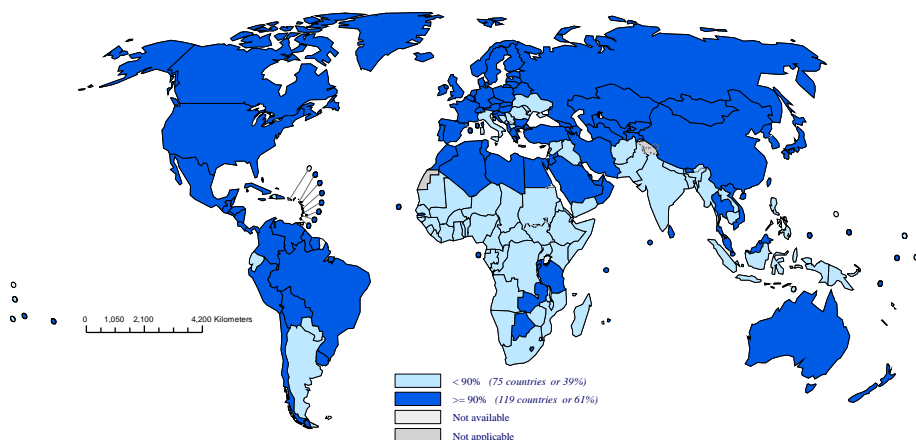 0 1,050 2,100 4,200 Kilometers
< 90% (75 countries or 39%)
>= 90% (119 countries or 61%)
Not available
Not applicable